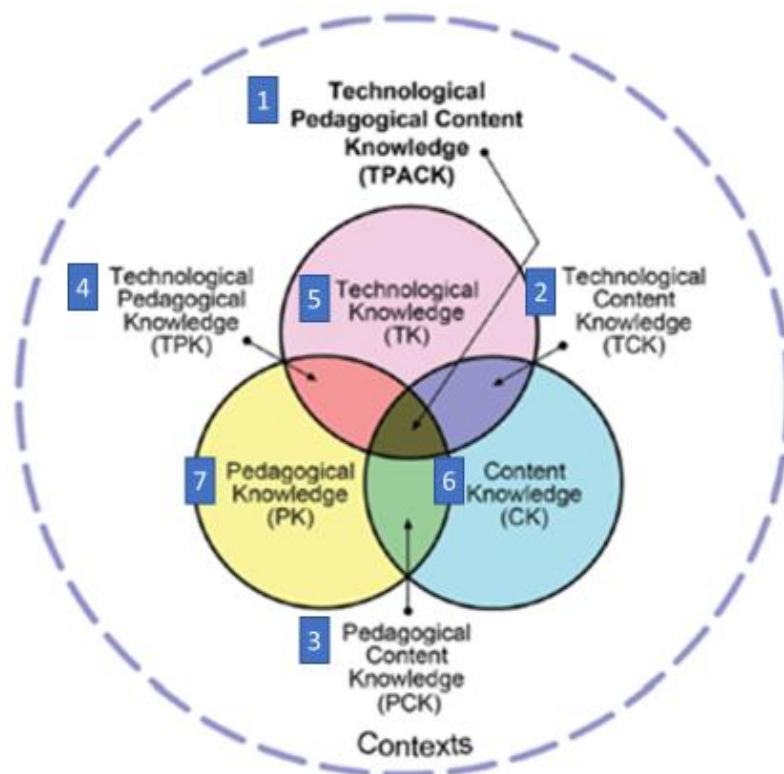 1
Technological
Pedagogical Content
Knowledge
(TPACK)
4
Technological
Pedagogical
Knowledge
(TPK)
5
Technological
Knowledge
(TK)
2
Technological
Content
Knowledge
(TCK)
7
Pedagogical
Knowledge
(PK)
6
Content
Knowledge
(CK)
3
Pedagogical
Content
Knowledge
(PCK)
Contexts